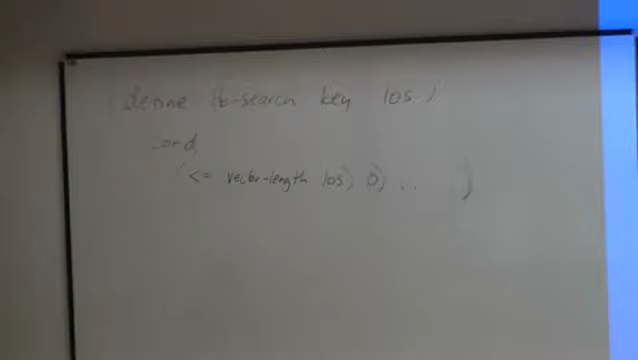 (define (b-search key los)
cond
(<= vector-length los) 0) ...   )